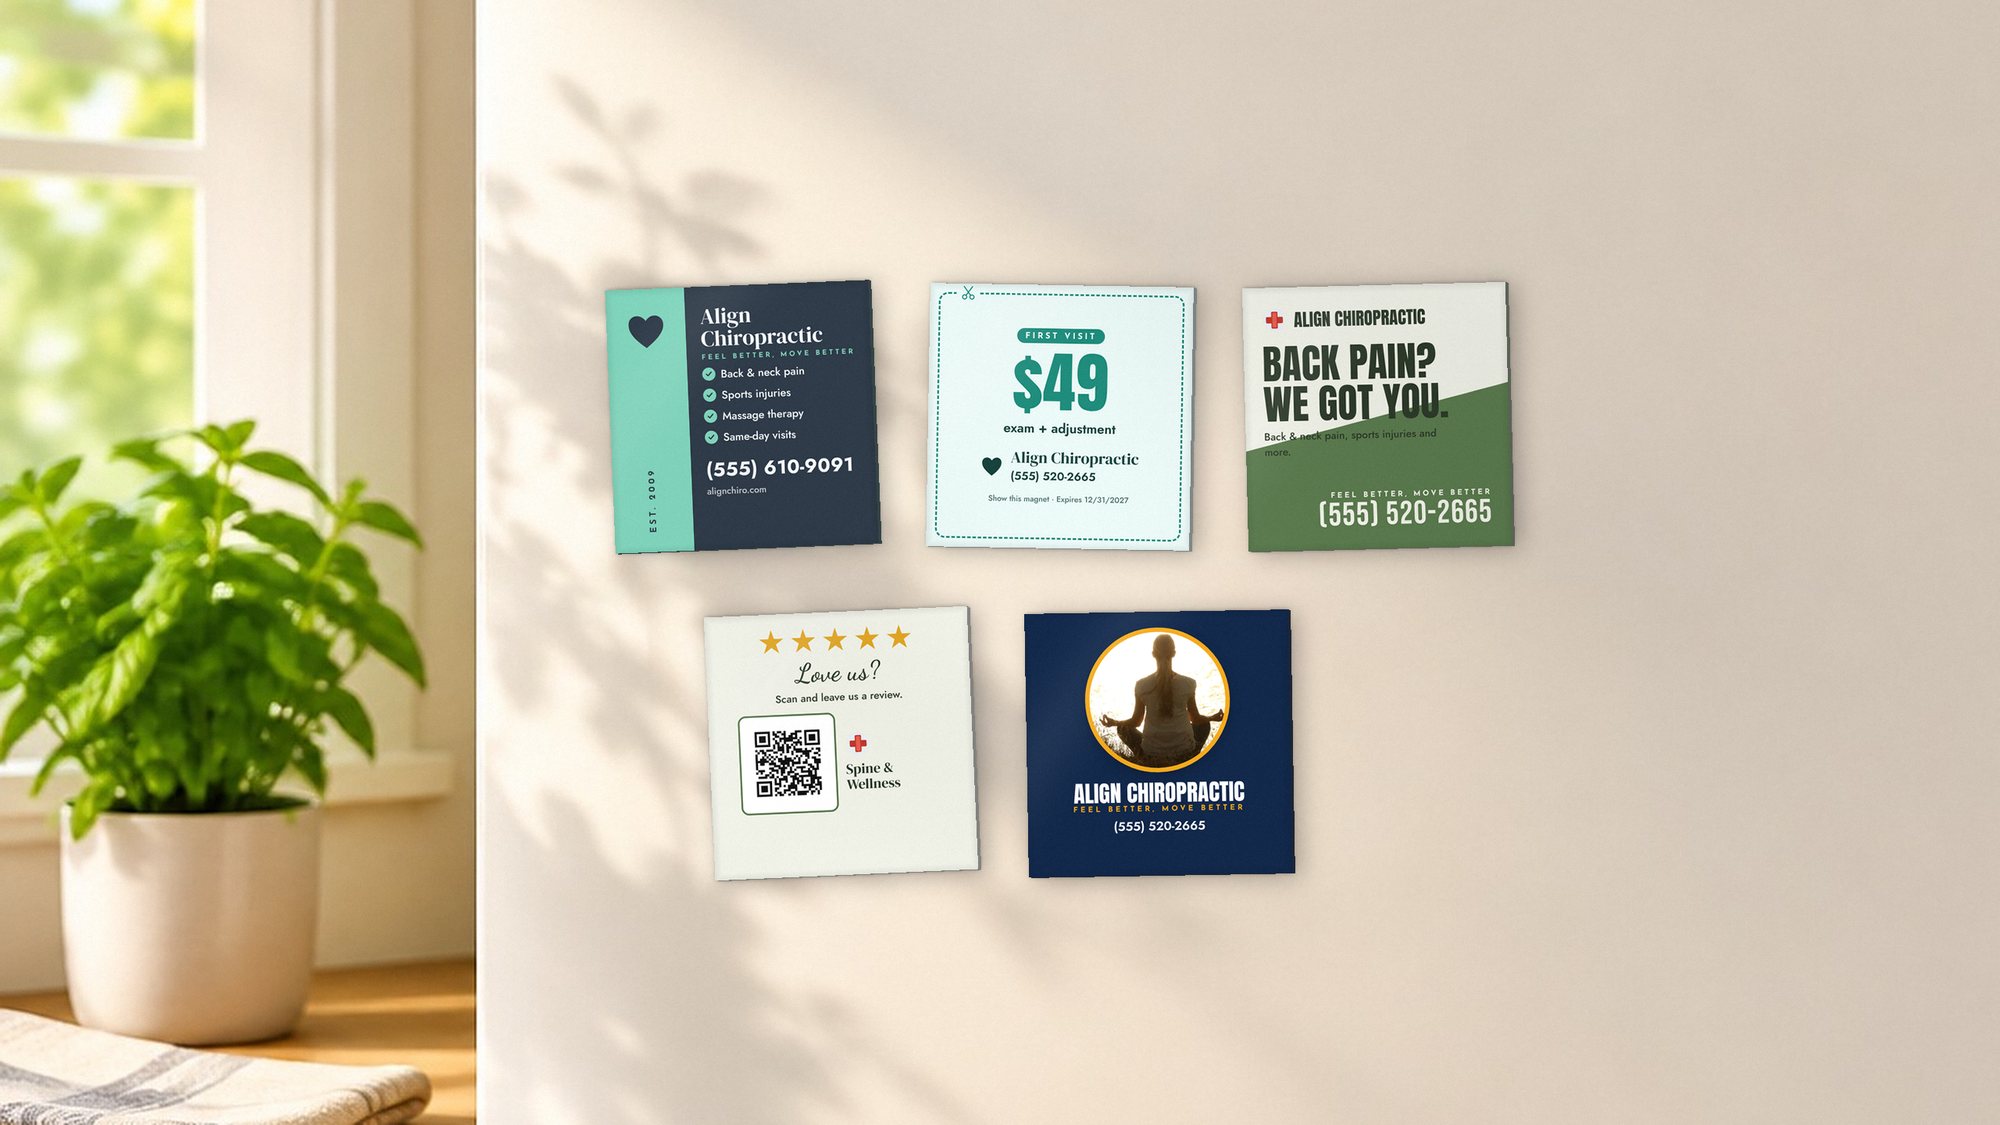 Align
Chiropractic
FEEL BETTER, MOVE BETTER
Back & neck pain
Sports injuries
Massage therapy
Same-day visits
(555) 610-9091
alignchiro.com
EST. 2009
FIRST VISIT
$49
exam + adjustment
Align Chiropractic
(555) 520-2665
Show this magnet · Expires 12/31/2027
ALIGN CHIROPRACTIC
BACK PAIN?
WE GOT YOU.
Back & neck pain, sports injuries and
more.
FEEL BETTER, MOVE BETTER
(555) 520-2665
Love us?
Scan and leave us a review.
Spine &
Wellness
ALIGN CHIROPRACTIC
FEEL BETTER, MOVE BETTER
(555) 520-2665